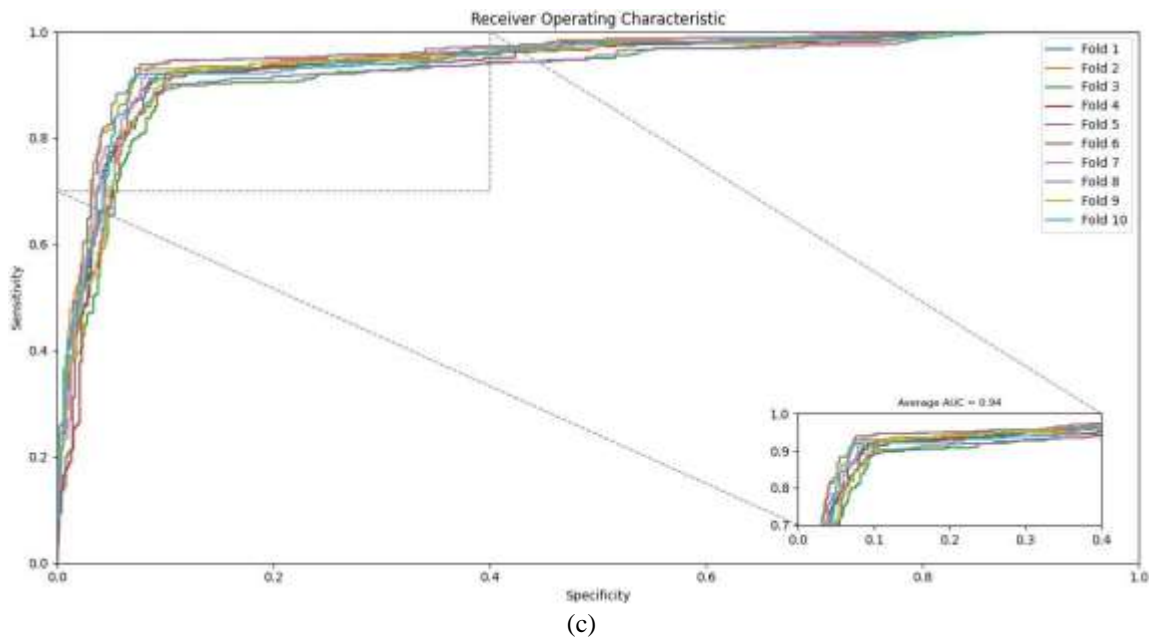 Receiver Operating Characteristic
1.0
0.8
0.6
0.4
0.2
0.0
Sensitivity
Fold 1
Fold 2
Fold 3
Fold 4
Fold 5
Fold 6
Fold 7
Fold 8
Fold 9
Fold 10
Average AUC = 0.94
1.0
0.9
0.8
0.7
0.0 0.1 0.2 0.3 0.4
0.0 0.2 0.4 0.6 0.8 1.0
Specificity
(c)